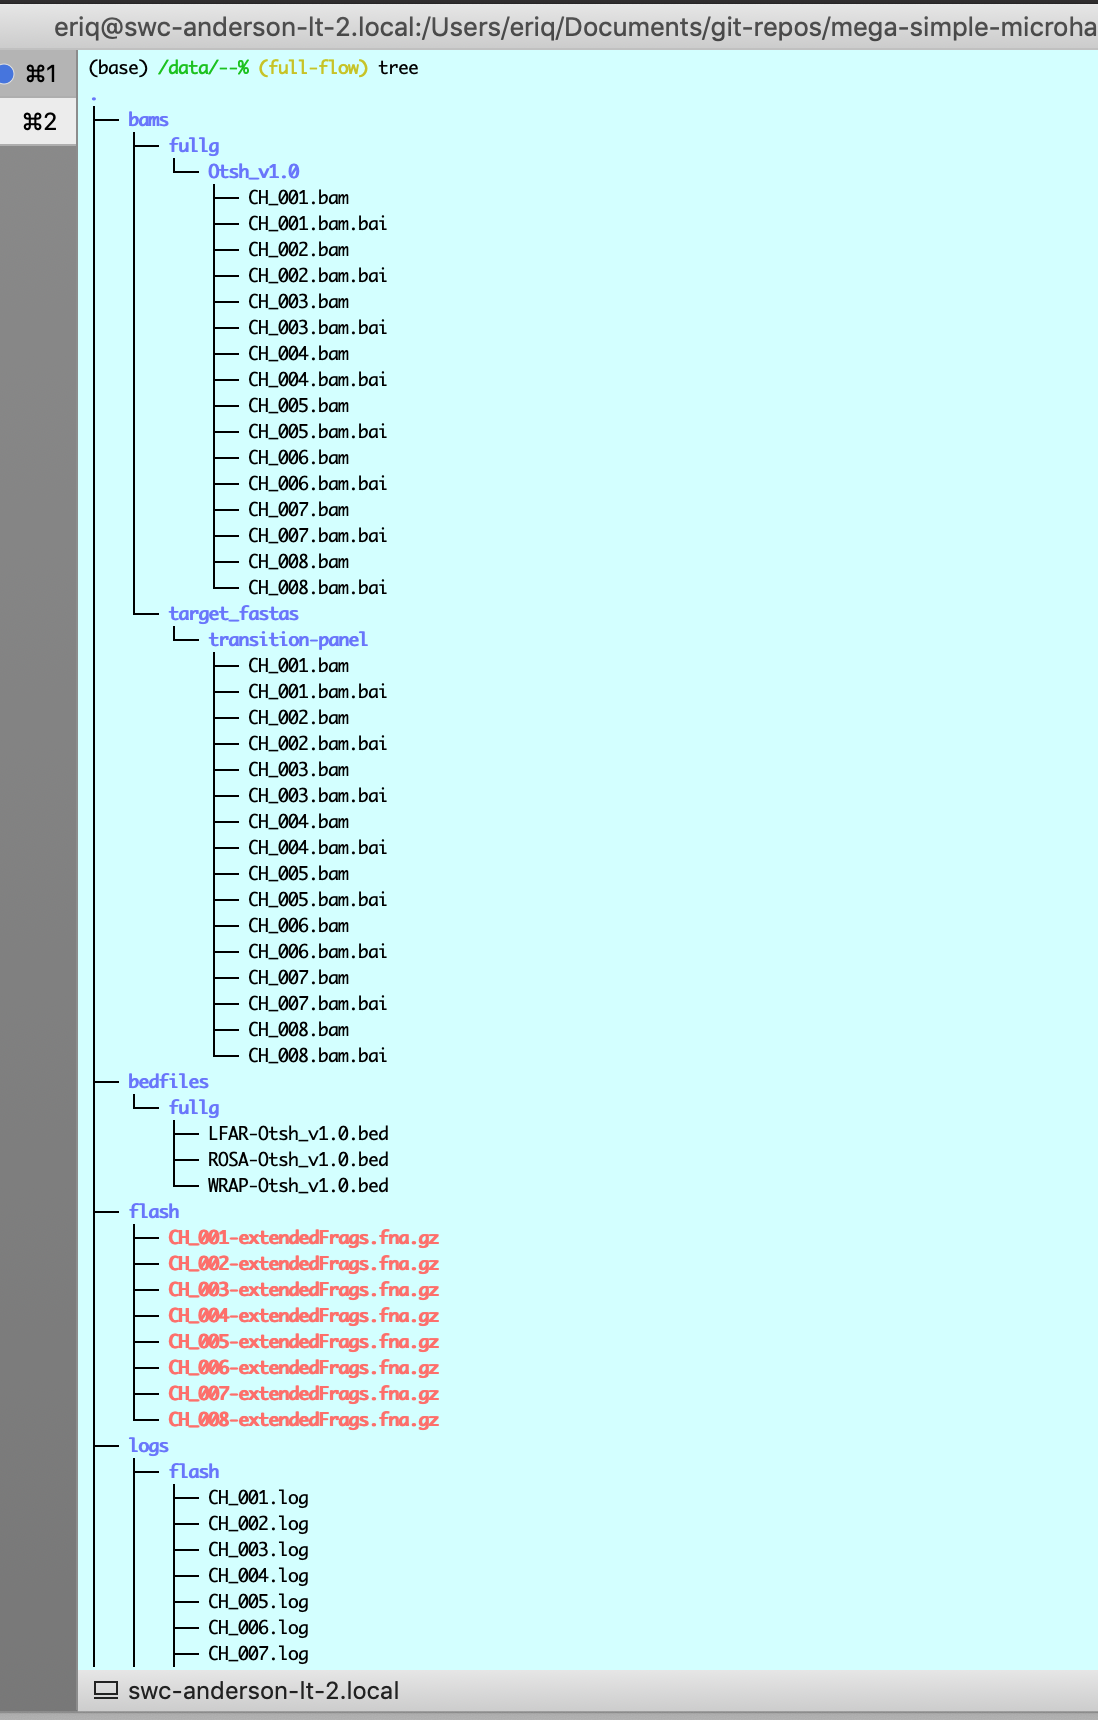 eriq@swc-anderson-lt-2.local:/Users/eriq/Documents/git-repos/mega-simple-microha
⌘1
⌘2
(base) /data/--% (full-flow) tree
.
├── bams
│   ├── fullg
│   │   └── Otsh_v1.0
│   │       ├── CH_001.bam
│   │       ├── CH_001.bam.bai
│   │       ├── CH_002.bam
│   │       ├── CH_002.bam.bai
│   │       ├── CH_003.bam
│   │       ├── CH_003.bam.bai
│   │       ├── CH_004.bam
│   │       ├── CH_004.bam.bai
│   │       ├── CH_005.bam
│   │       ├── CH_005.bam.bai
│   │       ├── CH_006.bam
│   │       ├── CH_006.bam.bai
│   │       ├── CH_007.bam
│   │       ├── CH_007.bam.bai
│   │       ├── CH_008.bam
│   │       └── CH_008.bam.bai
│   └── target_fastas
│       └── transition-panel
│           ├── CH_001.bam
│           ├── CH_001.bam.bai
│           ├── CH_002.bam
│           ├── CH_002.bam.bai
│           ├── CH_003.bam
│           ├── CH_003.bam.bai
│           ├── CH_004.bam
│           ├── CH_004.bam.bai
│           ├── CH_005.bam
│           ├── CH_005.bam.bai
│           ├── CH_006.bam
│           ├── CH_006.bam.bai
│           ├── CH_007.bam
│           ├── CH_007.bam.bai
│           ├── CH_008.bam
│           └── CH_008.bam.bai
├── bedfiles
│   └── fullg
│       ├── LFAR-Otsh_v1.0.bed
│       ├── ROSA-Otsh_v1.0.bed
│       └── WRAP-Otsh_v1.0.bed
├── flash
│   ├── CH_001-extendedFrags.fna.gz
│   ├── CH_002-extendedFrags.fna.gz
│   ├── CH_003-extendedFrags.fna.gz
│   ├── CH_004-extendedFrags.fna.gz
│   ├── CH_005-extendedFrags.fna.gz
│   ├── CH_006-extendedFrags.fna.gz
│   ├── CH_007-extendedFrags.fna.gz
│   └── CH_008-extendedFrags.fna.gz
├── logs
│   ├── flash
│   │   ├── CH_001.log
│   │   ├── CH_002.log
│   │   ├── CH_003.log
│   │   ├── CH_004.log
│   │   ├── CH_005.log
│   │   ├── CH_006.log
│   │   ├── CH_007.log
swc-anderson-lt-2.local